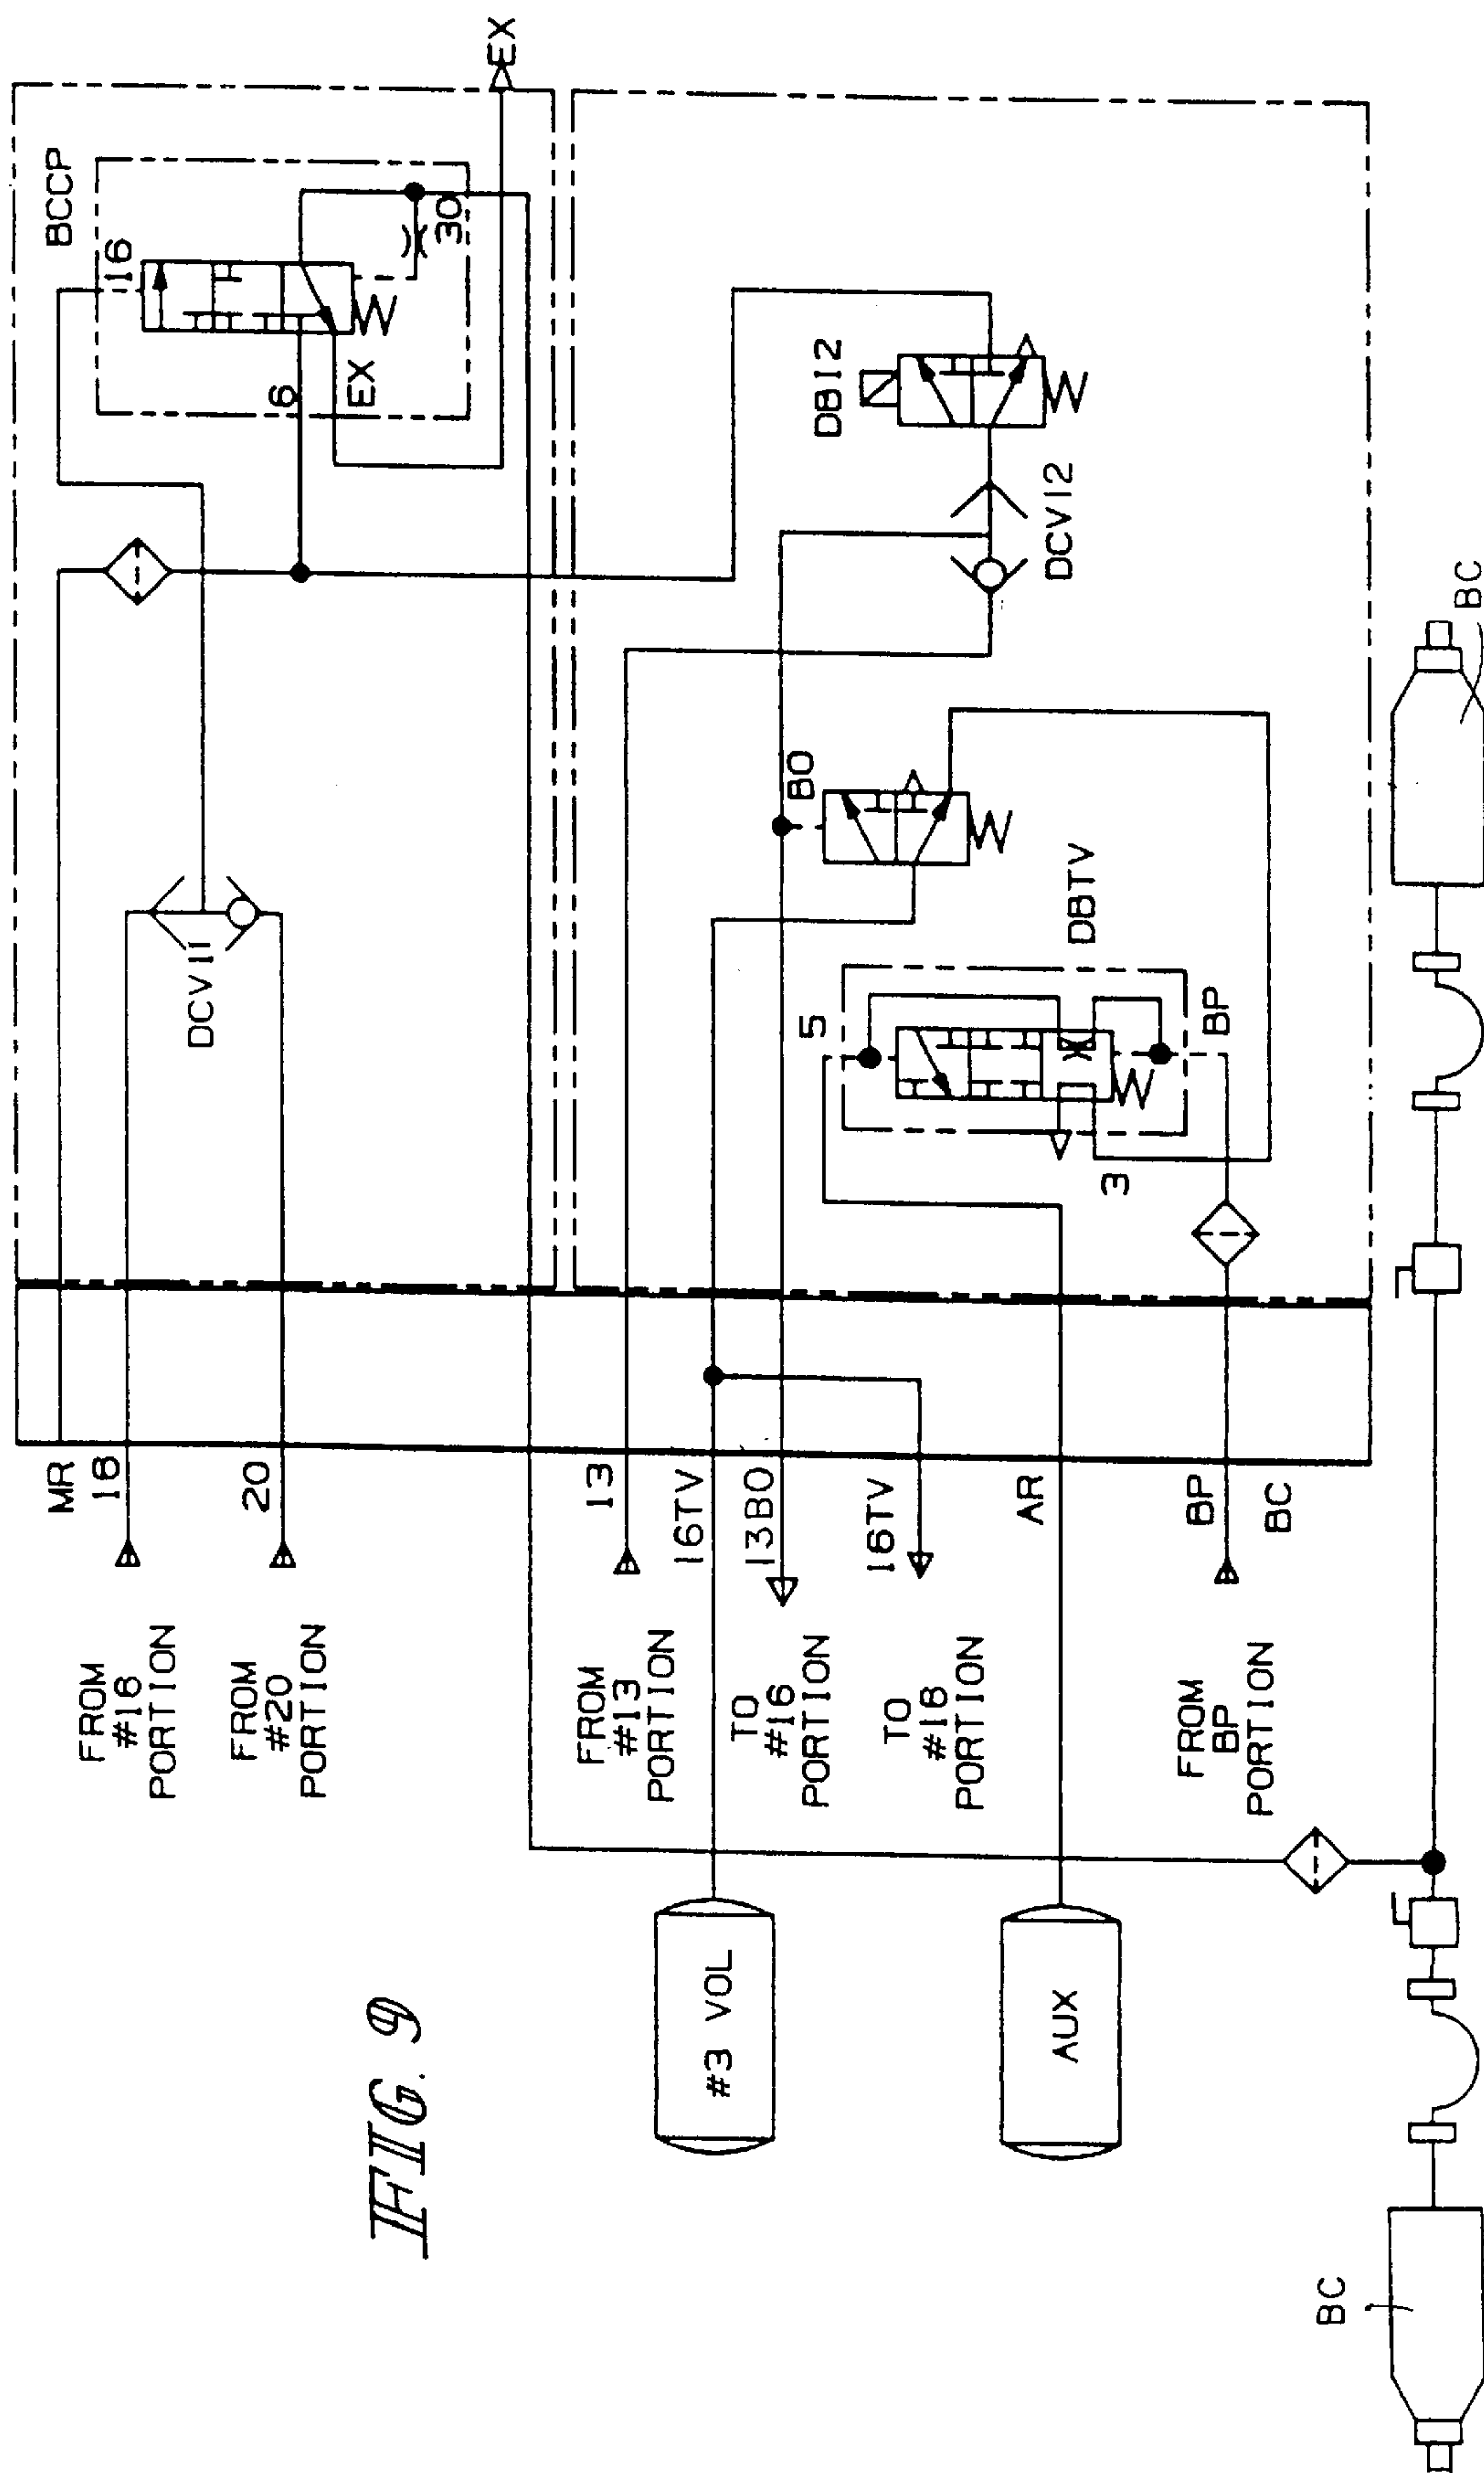 MR
18
FROM
#18
PORTION
20
FROM
#20
PORTION
DCV11
BCCP
16
6
EX
30
EX
FIG. 9
13
FROM
#13
PORTION
16TV
#3 VOL
13BO
TO
#16
PORTION
16TV
TO
#18
PORTION
BO
DB12
DCV12
5
DBTV
AR
AUX
3
BP
BP
FROM
BP
PORTION
BC
BC
BC